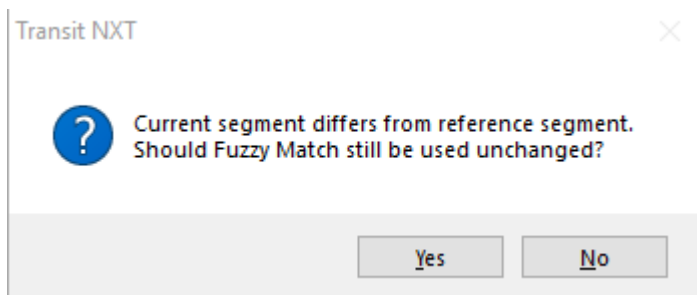 Transit NXT
?
Current segment differs from reference segment.
Should Fuzzy Match still be used unchanged?
Yes
No